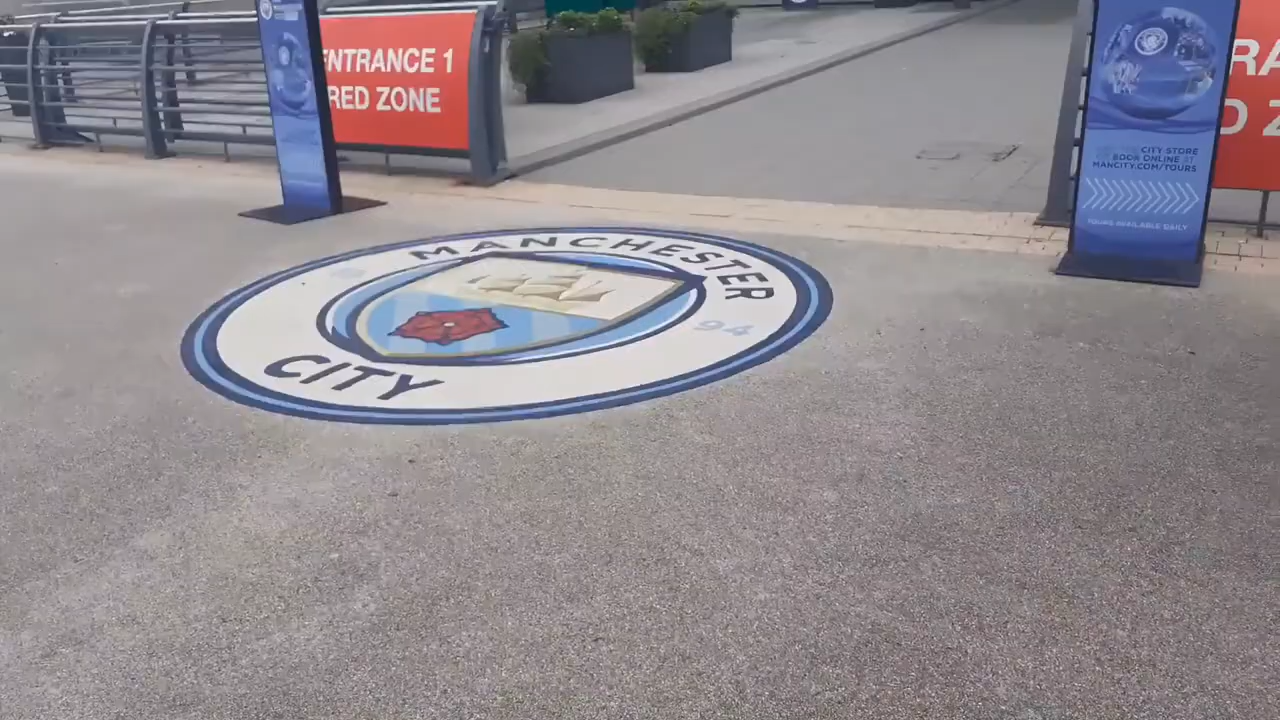 ENTRANCE 1
RED ZONE
MANCHESTER
CITY
94
CITY STORE
BOOK ONLINE AT
MANCITY.COM/TOURS
TOURS AVAILABLE DAILY